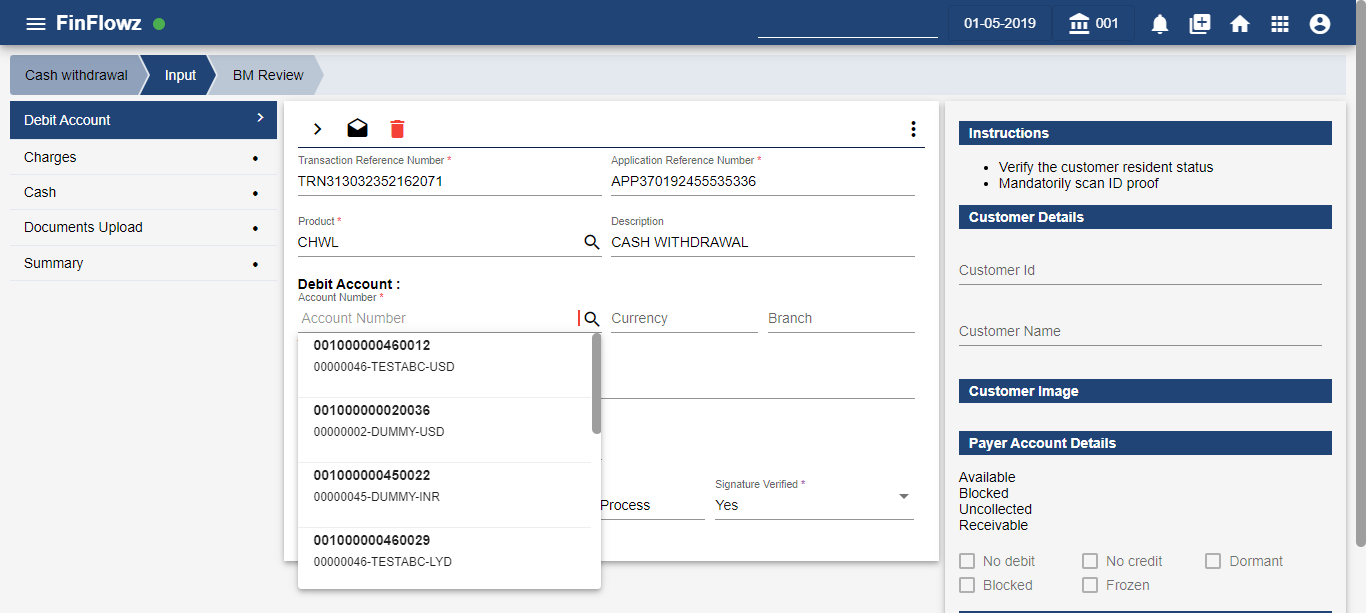 FinFlowz
01-05-2019
001
Cash withdrawal
Input
BM Review
Debit Account
Charges
Cash
Documents Upload
Summary
Transaction Reference Number *
TRN313032352162071
Application Reference Number *
APP370192455535336
Product *
CHWL
Description
CASH WITHDRAWAL
Debit Account :
Account Number *
Account Number
Currency
Branch
001000000460012
00000046-TESTABC-USD
001000000020036
00000002-DUMMY-USD
001000000450022
00000045-DUMMY-INR
001000000460029
00000046-TESTABC-LYD
Process
Signature Verified *
Yes
Instructions
• Verify the customer resident status
• Mandatorily scan ID proof
Customer Details
Customer Id
Customer Name
Customer Image
Payer Account Details
Available
Blocked
Uncollected
Receivable
No debit
No credit
Dormant
Blocked
Frozen